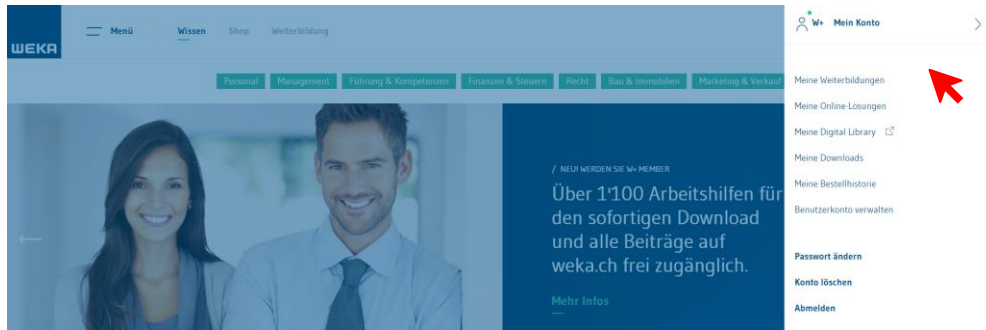 WEKA
Menü
Wissen
Shop
Weiterbildung
Personal
Management
Führung & Kompetenzen
Finanzen & Steuern
Recht
Bau & Immobilien
Marketing & Verkauf
/ NEU! WERDEN SIE W+ MEMBER
Über 1'100 Arbeitshilfen für
den sofortigen Download
und alle Beiträge auf
weka.ch frei zugänglich.
Mehr Infos
W+ Mein Konto
Meine Weiterbildungen
Meine Online-Lösungen
Meine Digital Library
Meine Downloads
Meine Bestellhistorie
Benutzerkonto verwalten
Passwort ändern
Konto löschen
Abmelden